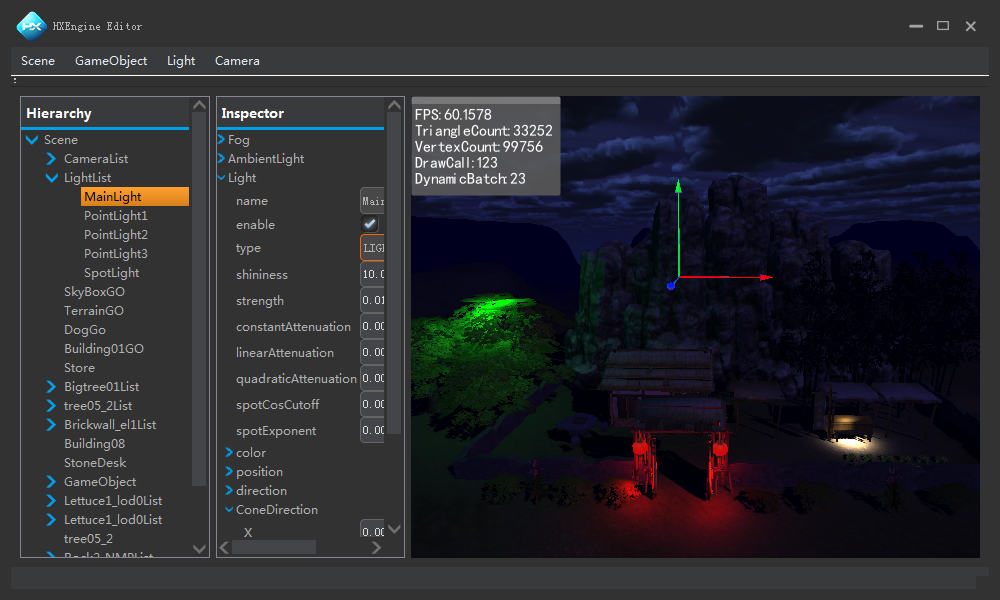 HX HXEngine Editor
Scene GameObject Light Camera
Hierarchy
Scene
CameraList
LightList
MainLight
PointLight1
PointLight2
PointLight3
SpotLight
SkyBoxGO
TerrainGO
DogGo
Building01GO
Store
Bigtree01List
tree05_2List
Brickwall_el1List
Building08
StoneDesk
GameObject
Lettuce1_lod0List
Lettuce1_lod0List
tree05_2
Inspector
Fog
AmbientLight
Light
name Main
enable
type LIGH
shininess 10.0
strength 0.01
constantAttenuation 0.00
linearAttenuation 0.00
quadraticAttenuation 0.00
spotCosCutoff 0.00
spotExponent 0.00
color
position
direction
ConeDirection
X 0.00
FPS:60.1578
TriangleCount:33252
VertexCount:99756
DrawCall:123
DynamicBatch:23